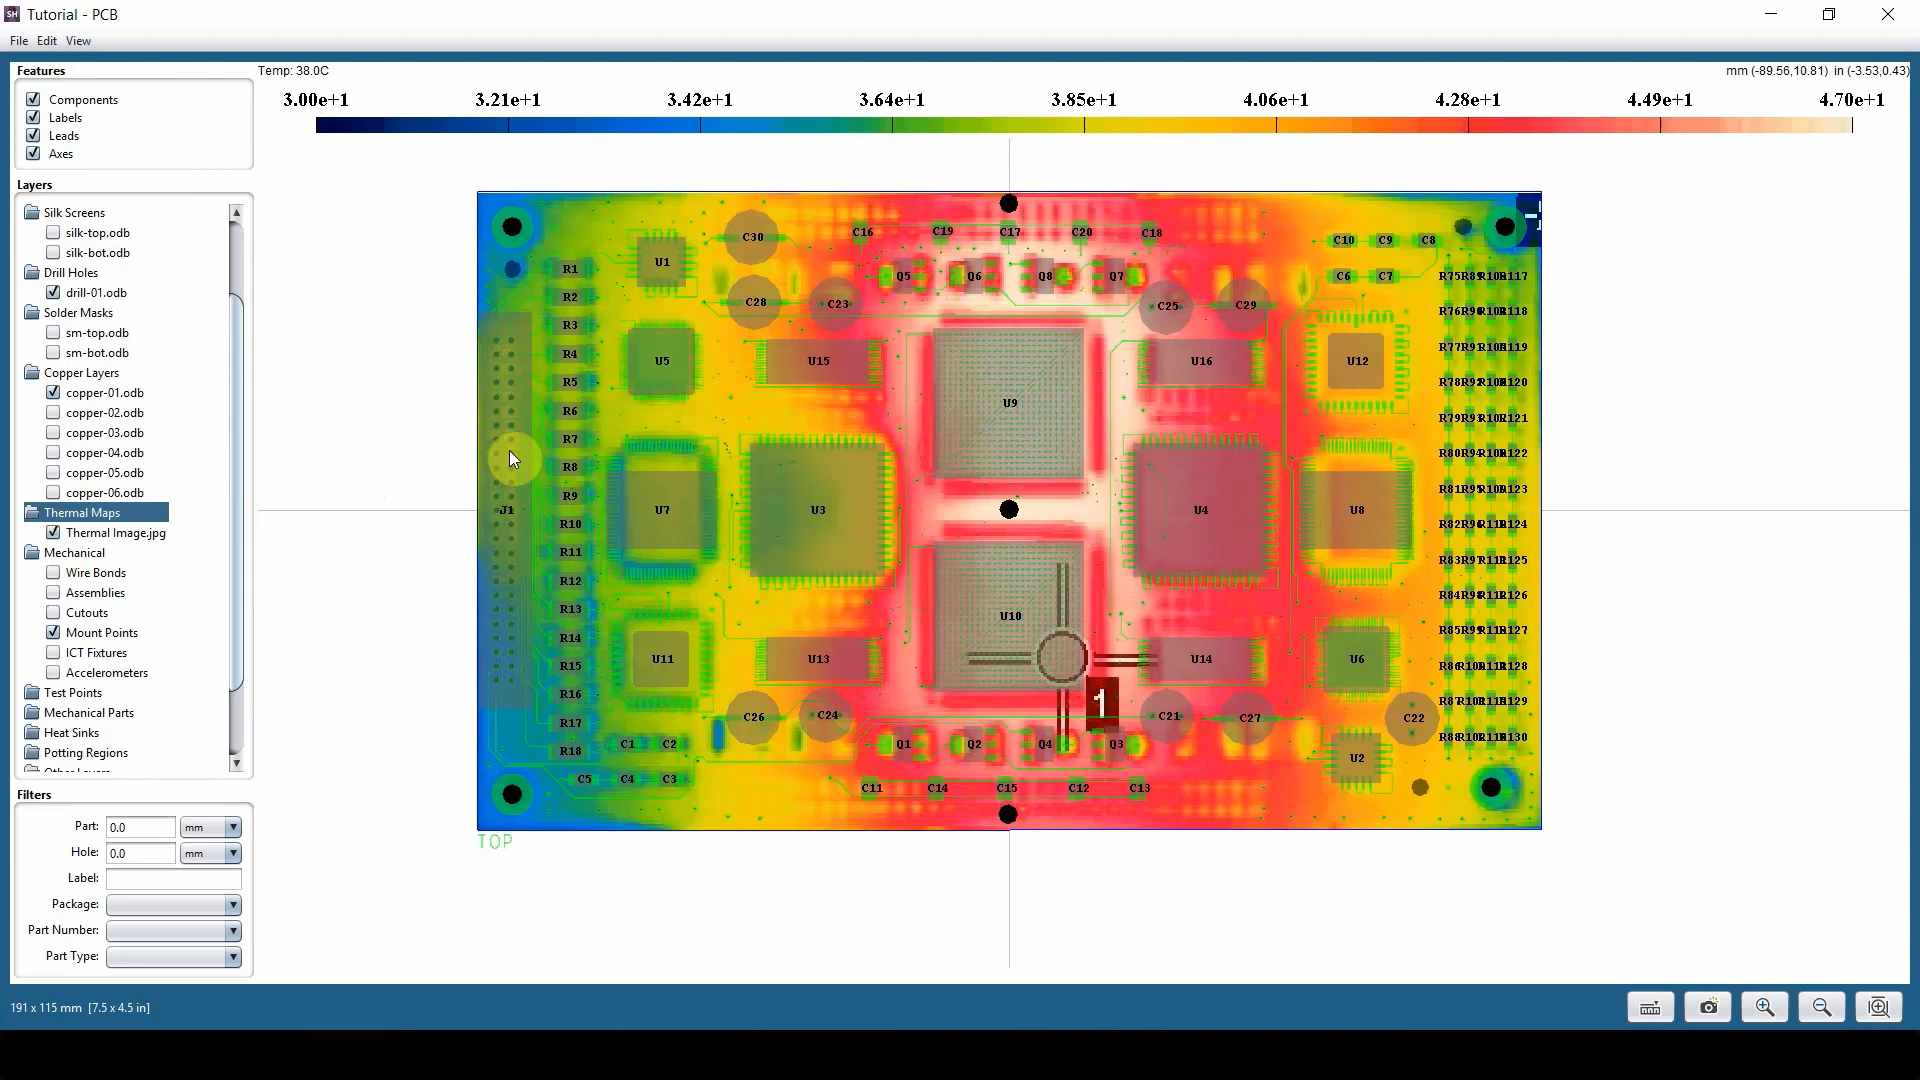 Tutorial - PCB
File Edit View
Features
Components
Labels
Leads
Axes
Layers
Silk Screens
silk-top.odb
silk-bot.odb
Drill Holes
drill-01.odb
Solder Masks
sm-top.odb
sm-bot.odb
Copper Layers
copper-01.odb
copper-02.odb
copper-03.odb
copper-04.odb
copper-05.odb
copper-06.odb
Thermal Maps
Thermal Image.jpg
Mechanical
Wire Bonds
Assemblies
Cutouts
Mount Points
ICT Fixtures
Accelerometers
Test Points
Mechanical Parts
Heat Sinks
Potting Regions
Filters
Part: 0.0 mm
Hole: 0.0 mm
Label:
Package:
Part Number:
Part Type:
191 x 115 mm [7.5 x 4.5 in]
Temp: 38.0C
mm (-89.56,10.81) in (-3.53,0.43)
3.00e+1 3.21e+1 3.42e+1 3.64e+1 3.85e+1 4.06e+1 4.28e+1 4.49e+1 4.70e+1
C30 C16 C19 C17 C20 C18 C10 C9 C8
U1 R1 Q5 Q6 Q8 Q7 C6 C7
R2 C28 C23 C25 C29
R3
R4 U5 U15 U16 U12
R5
R6 U9
R7
R8
R9
J1 U7 U3 U4 U8
R10
R11
R12
R13
R14 U10
R15 U11 U13 U14 U6
R16
1
R17 C26 C24 C21 C27 C22
R18 C1 C2 Q1 Q2 Q4 Q3 U2
C5 C4 C3 C11 C14 C15 C12 C13
TOP